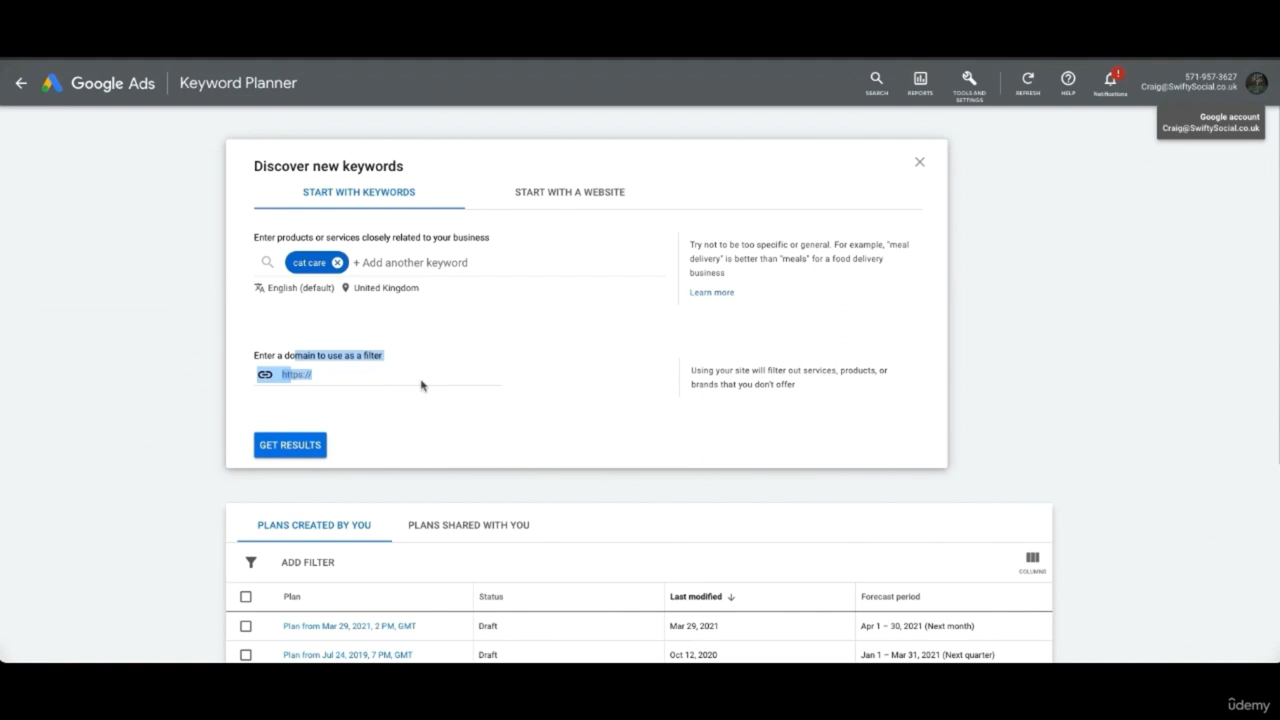 Google Ads Keyword Planner
SEARCH REPORTS TOOLS AND SETTINGS REFRESH HELP Notifications
!
571-957-3627
Craig@SwiftySocial.co.uk
Google account
Craig@SwiftySocial.co.uk
Discover new keywords
START WITH KEYWORDS START WITH A WEBSITE
Enter products or services closely related to your business
cat care + Add another keyword
English (default) United Kingdom
Try not to be too specific or general. For example, "meal
delivery" is better than "meals" for a food delivery
business
Learn more
Enter a domain to use as a filter
https://
Using your site will filter out services, products, or
brands that you don't offer
GET RESULTS
PLANS CREATED BY YOU PLANS SHARED WITH YOU
ADD FILTER
COLUMNS
Plan Status Last modified Forecast period
Plan from Mar 29, 2021, 2 PM, GMT Draft Mar 29, 2021 Apr 1 – 30, 2021 (Next month)
Plan from Jul 24, 2019, 7 PM, GMT Draft Oct 12, 2020 Jan 1 – Mar 31, 2021 (Next quarter)
ûdemy